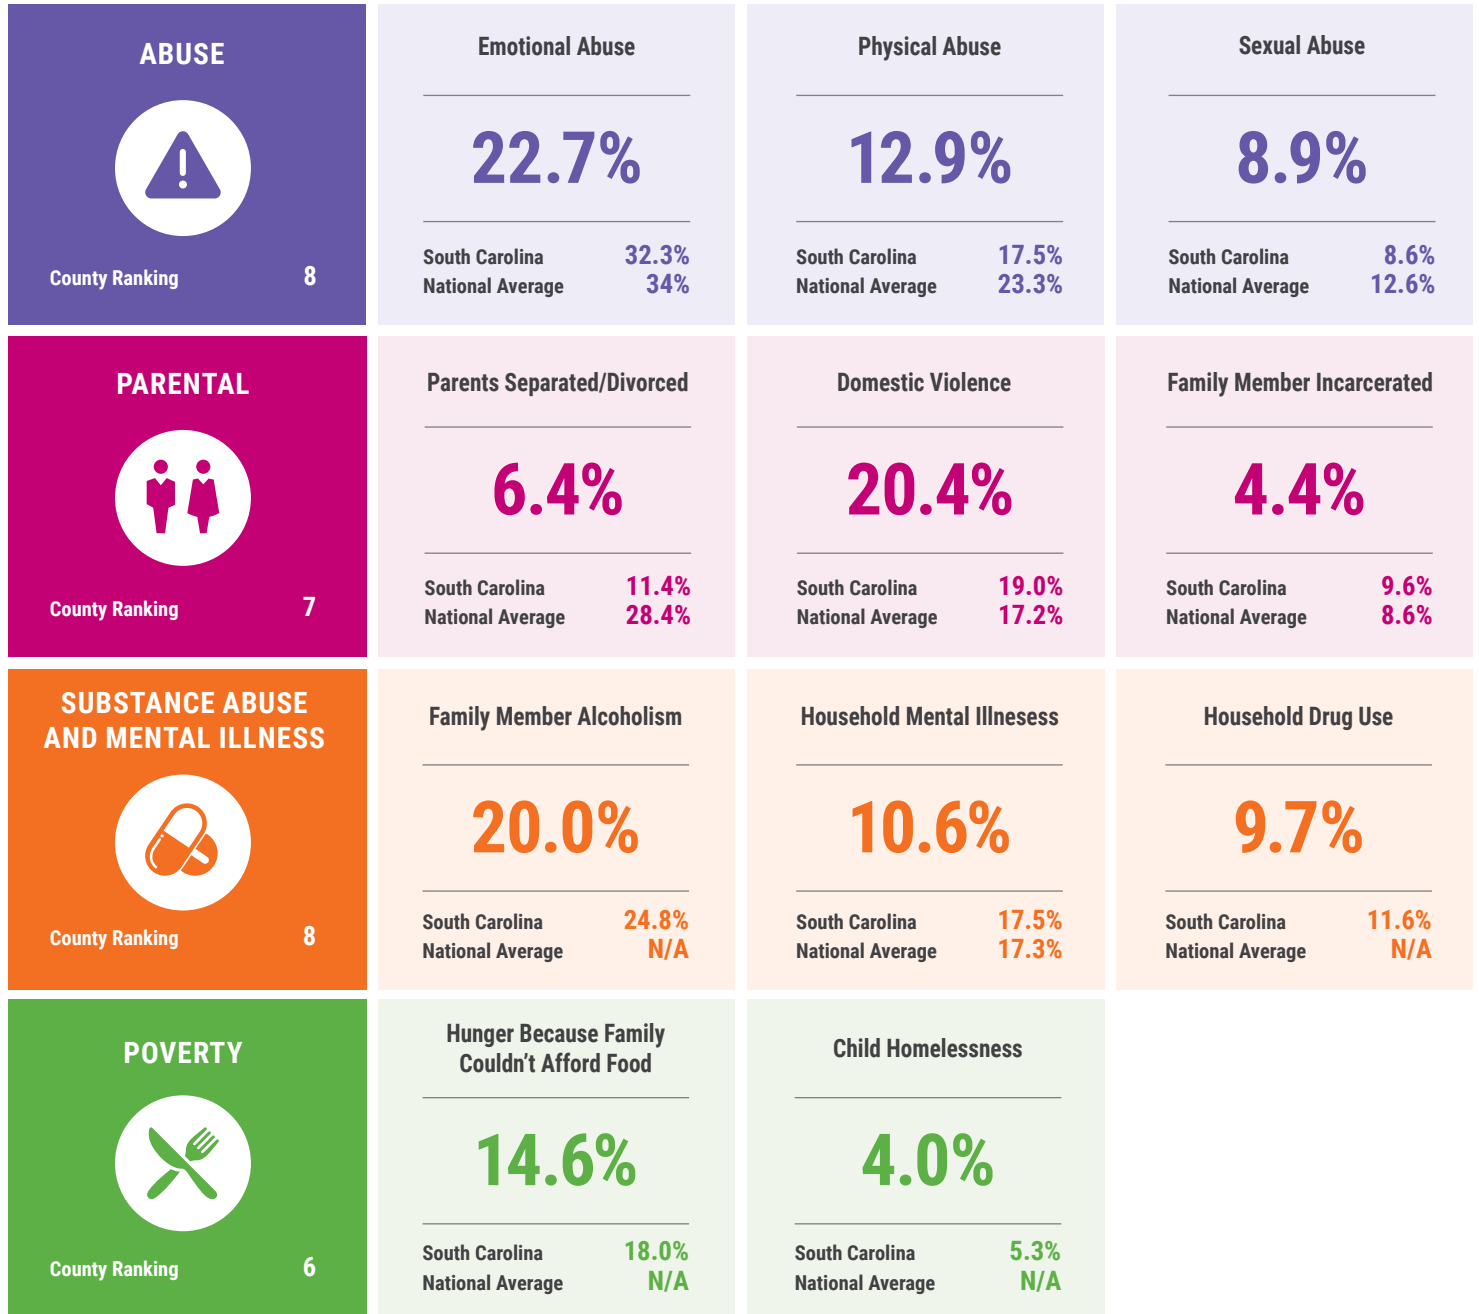 ABUSE
County Ranking 8
Emotional Abuse
22.7%
South Carolina 32.3%
National Average 34%
Physical Abuse
12.9%
South Carolina 17.5%
National Average 23.3%
Sexual Abuse
8.9%
South Carolina 8.6%
National Average 12.6%
PARENTAL
County Ranking 7
Parents Separated/Divorced
6.4%
South Carolina 11.4%
National Average 28.4%
Domestic Violence
20.4%
South Carolina 19.0%
National Average 17.2%
Family Member Incarcerated
4.4%
South Carolina 9.6%
National Average 8.6%
SUBSTANCE ABUSE
AND MENTAL ILLNESS
County Ranking 8
Family Member Alcoholism
20.0%
South Carolina 24.8%
National Average N/A
Household Mental Illnesess
10.6%
South Carolina 17.5%
National Average 17.3%
Household Drug Use
9.7%
South Carolina 11.6%
National Average N/A
POVERTY
County Ranking 6
Hunger Because Family
Couldn’t Afford Food
14.6%
South Carolina 18.0%
National Average N/A
Child Homelessness
4.0%
South Carolina 5.3%
National Average N/A